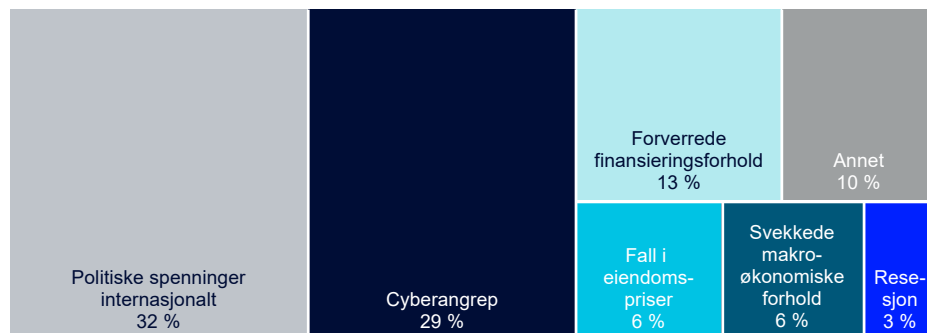 Politiske spenninger
internasjonalt
32 %
Cyberangrep
29 %
Forverrede
finansieringsforhold
13 %
Annet
10 %
Fall i
eiendoms-
priser
6 %
Svekkede
makro-
økonomiske
forhold
6 %
Rese-
sjon
3 %